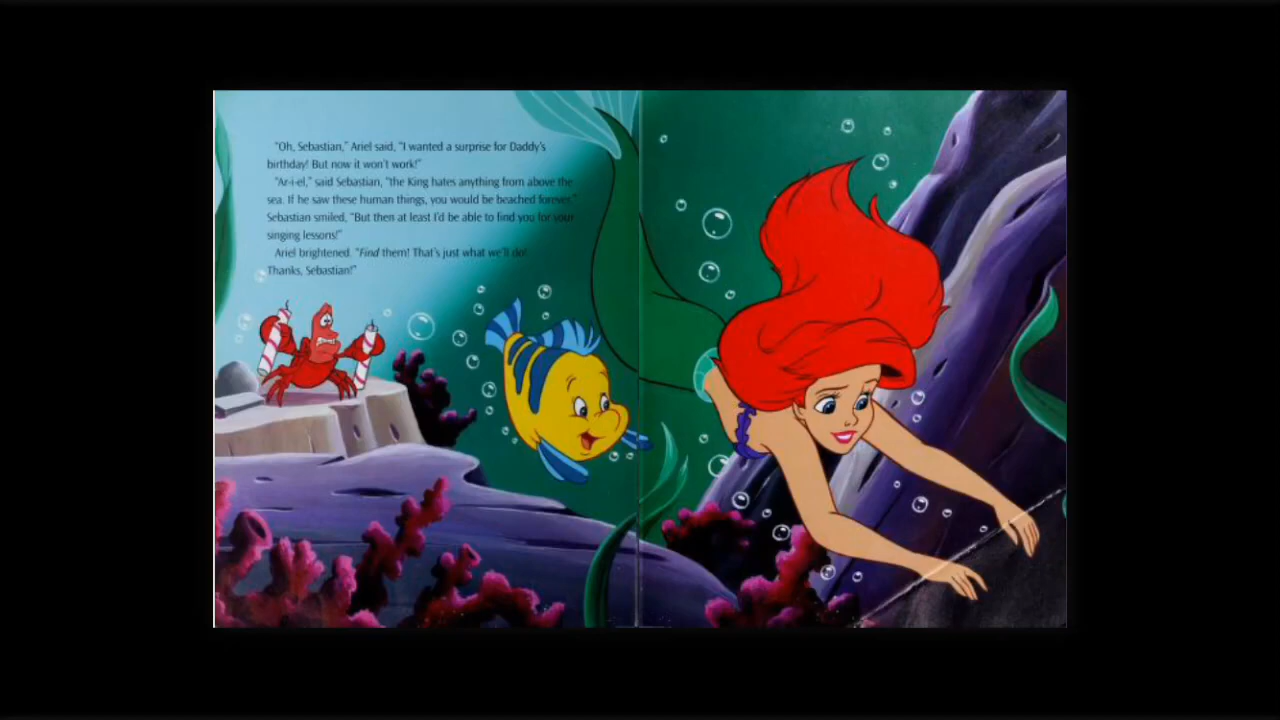 "Oh, Sebastian," Ariel said, "I wanted a surprise for Daddy's
birthday! But now it won't work!"
"Ar-i-el," said Sebastian, "the King hates anything from above the
sea. If he saw these human things, you would be beached forever."
Sebastian smiled, "But then at least I'd be able to find you for your
singing lessons!"
Ariel brightened. "Find them! That's just what we'll do!
Thanks, Sebastian!"